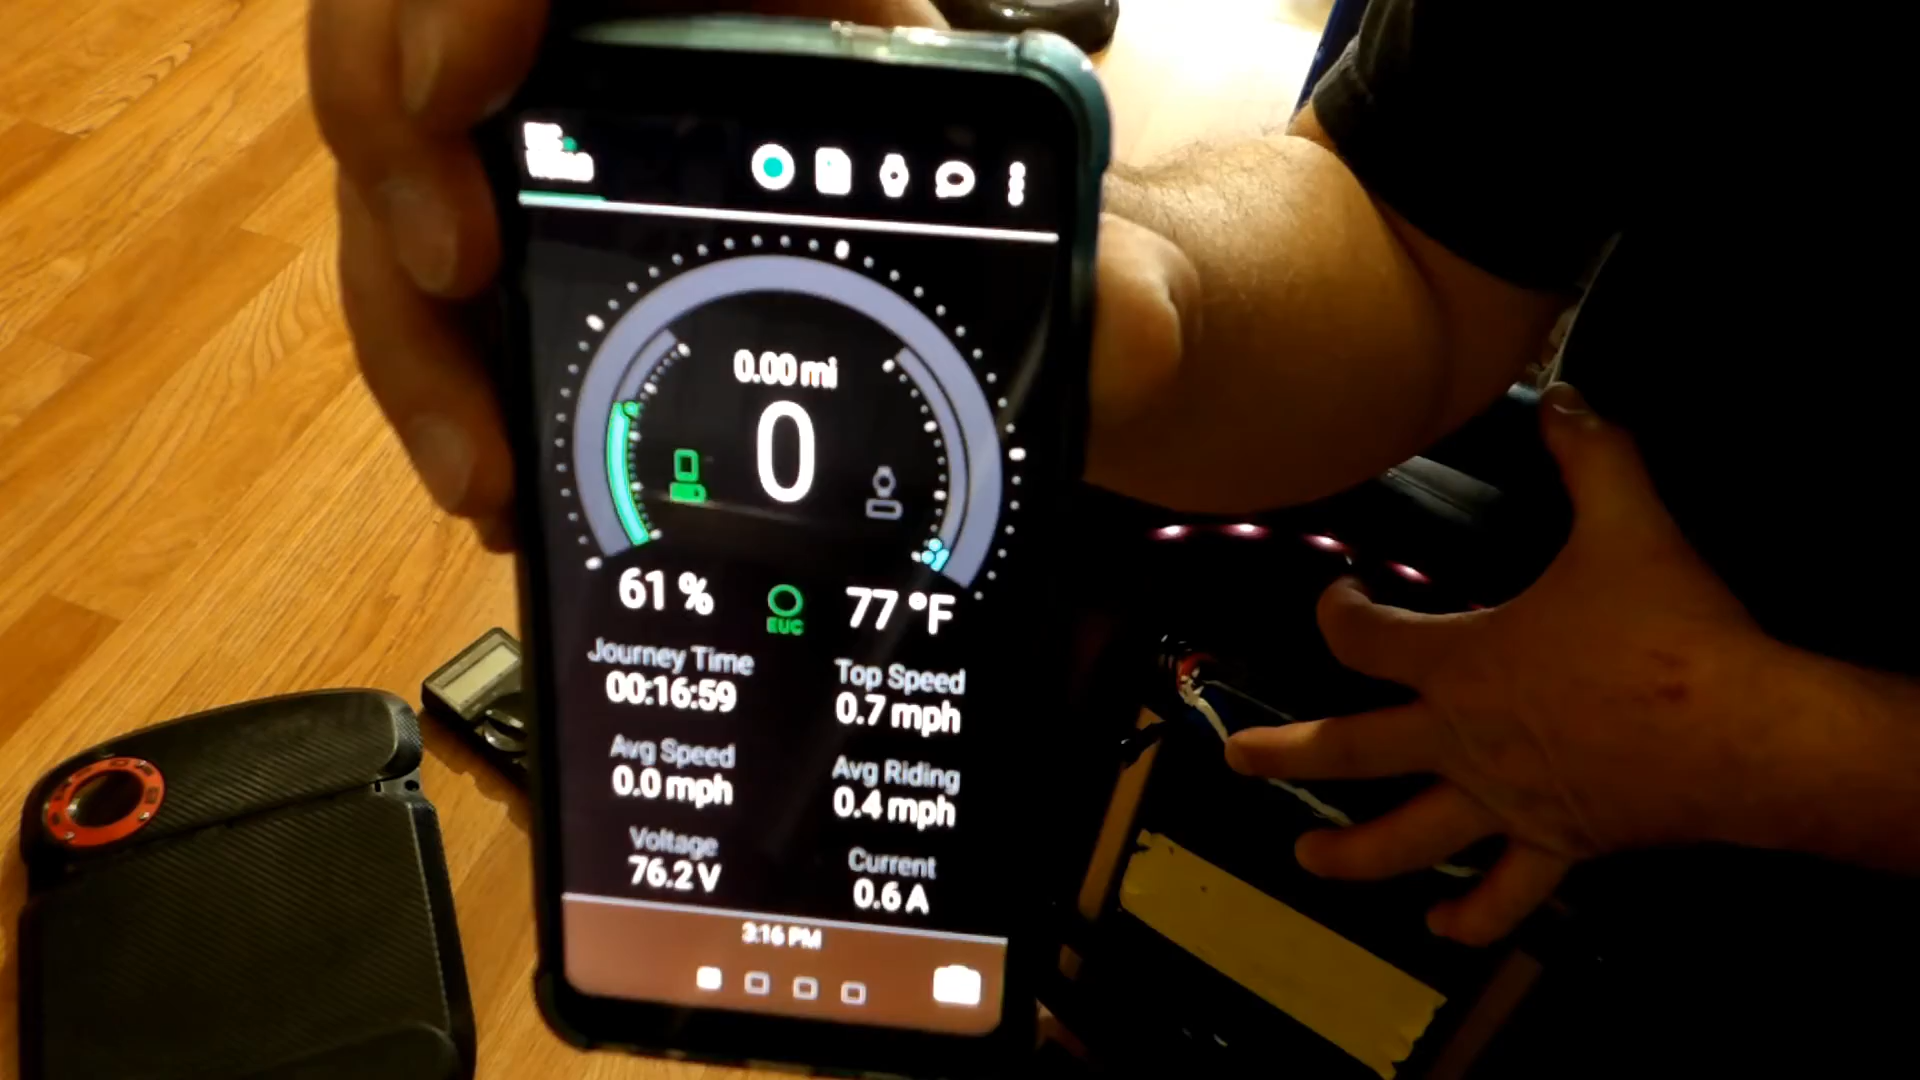 0.00 mi
0
61 %
EUC
77 °F
Journey Time
00:16:59
Top Speed
0.7 mph
Avg Speed
0.0 mph
Avg Riding
0.4 mph
Voltage
76.2 V
Current
0.6 A
3:16 PM